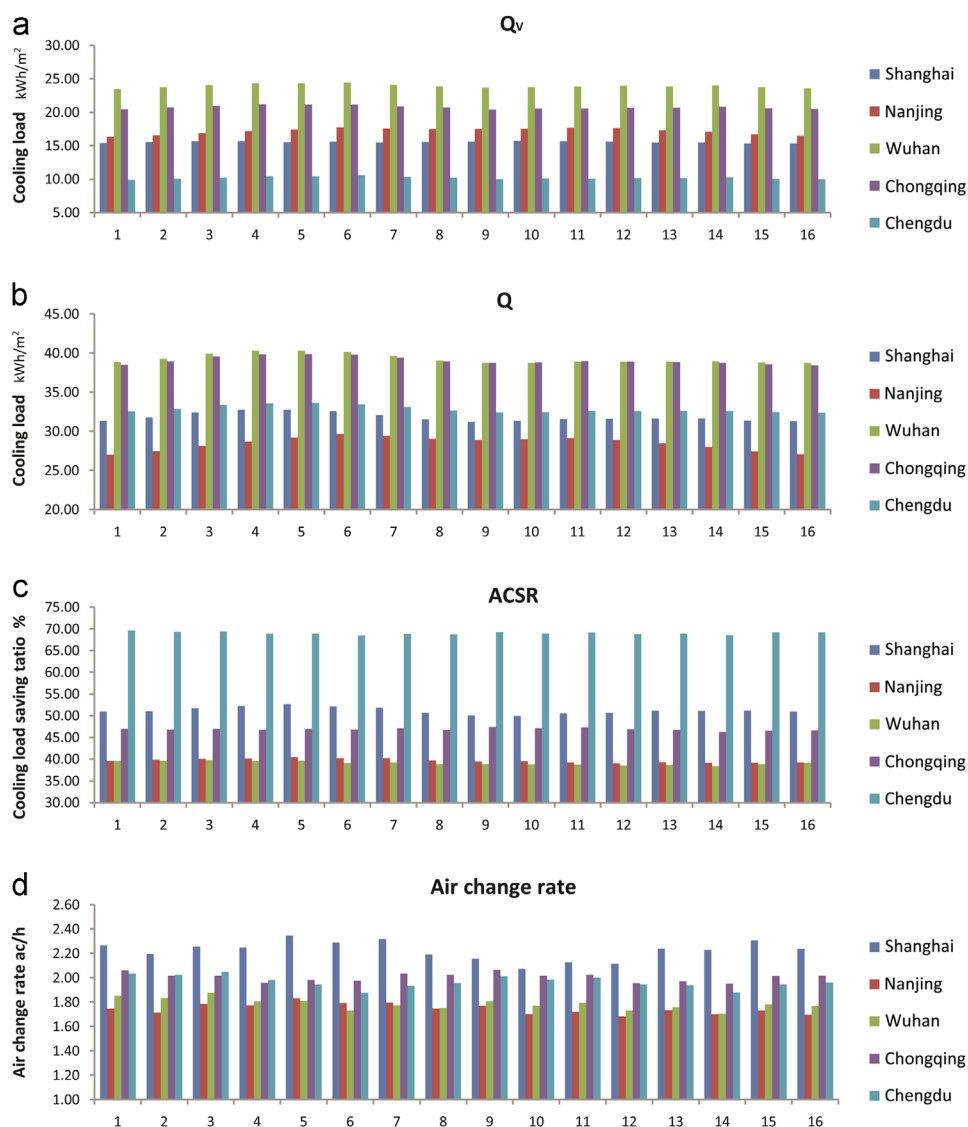 a
Qv
Cooling load kWh/m²
30.00
25.00
20.00
15.00
10.00
5.00
1 2 3 4 5 6 7 8 9 10 11 12 13 14 15 16
Shanghai
Nanjing
Wuhan
Chongqing
Chengdu
b
Q
Cooling load kWh/m²
45.00
40.00
35.00
30.00
25.00
20.00
1 2 3 4 5 6 7 8 9 10 11 12 13 14 15 16
Shanghai
Nanjing
Wuhan
Chongqing
Chengdu
c
ACSR
Cooling load saving tatio %
75.00
70.00
65.00
60.00
55.00
50.00
45.00
40.00
35.00
30.00
1 2 3 4 5 6 7 8 9 10 11 12 13 14 15 16
Shanghai
Nanjing
Wuhan
Chongqing
Chengdu
d
Air change rate
Air change rate ac/h
2.60
2.40
2.20
2.00
1.80
1.60
1.40
1.20
1.00
1 2 3 4 5 6 7 8 9 10 11 12 13 14 15 16
Shanghai
Nanjing
Wuhan
Chongqing
Chengdu